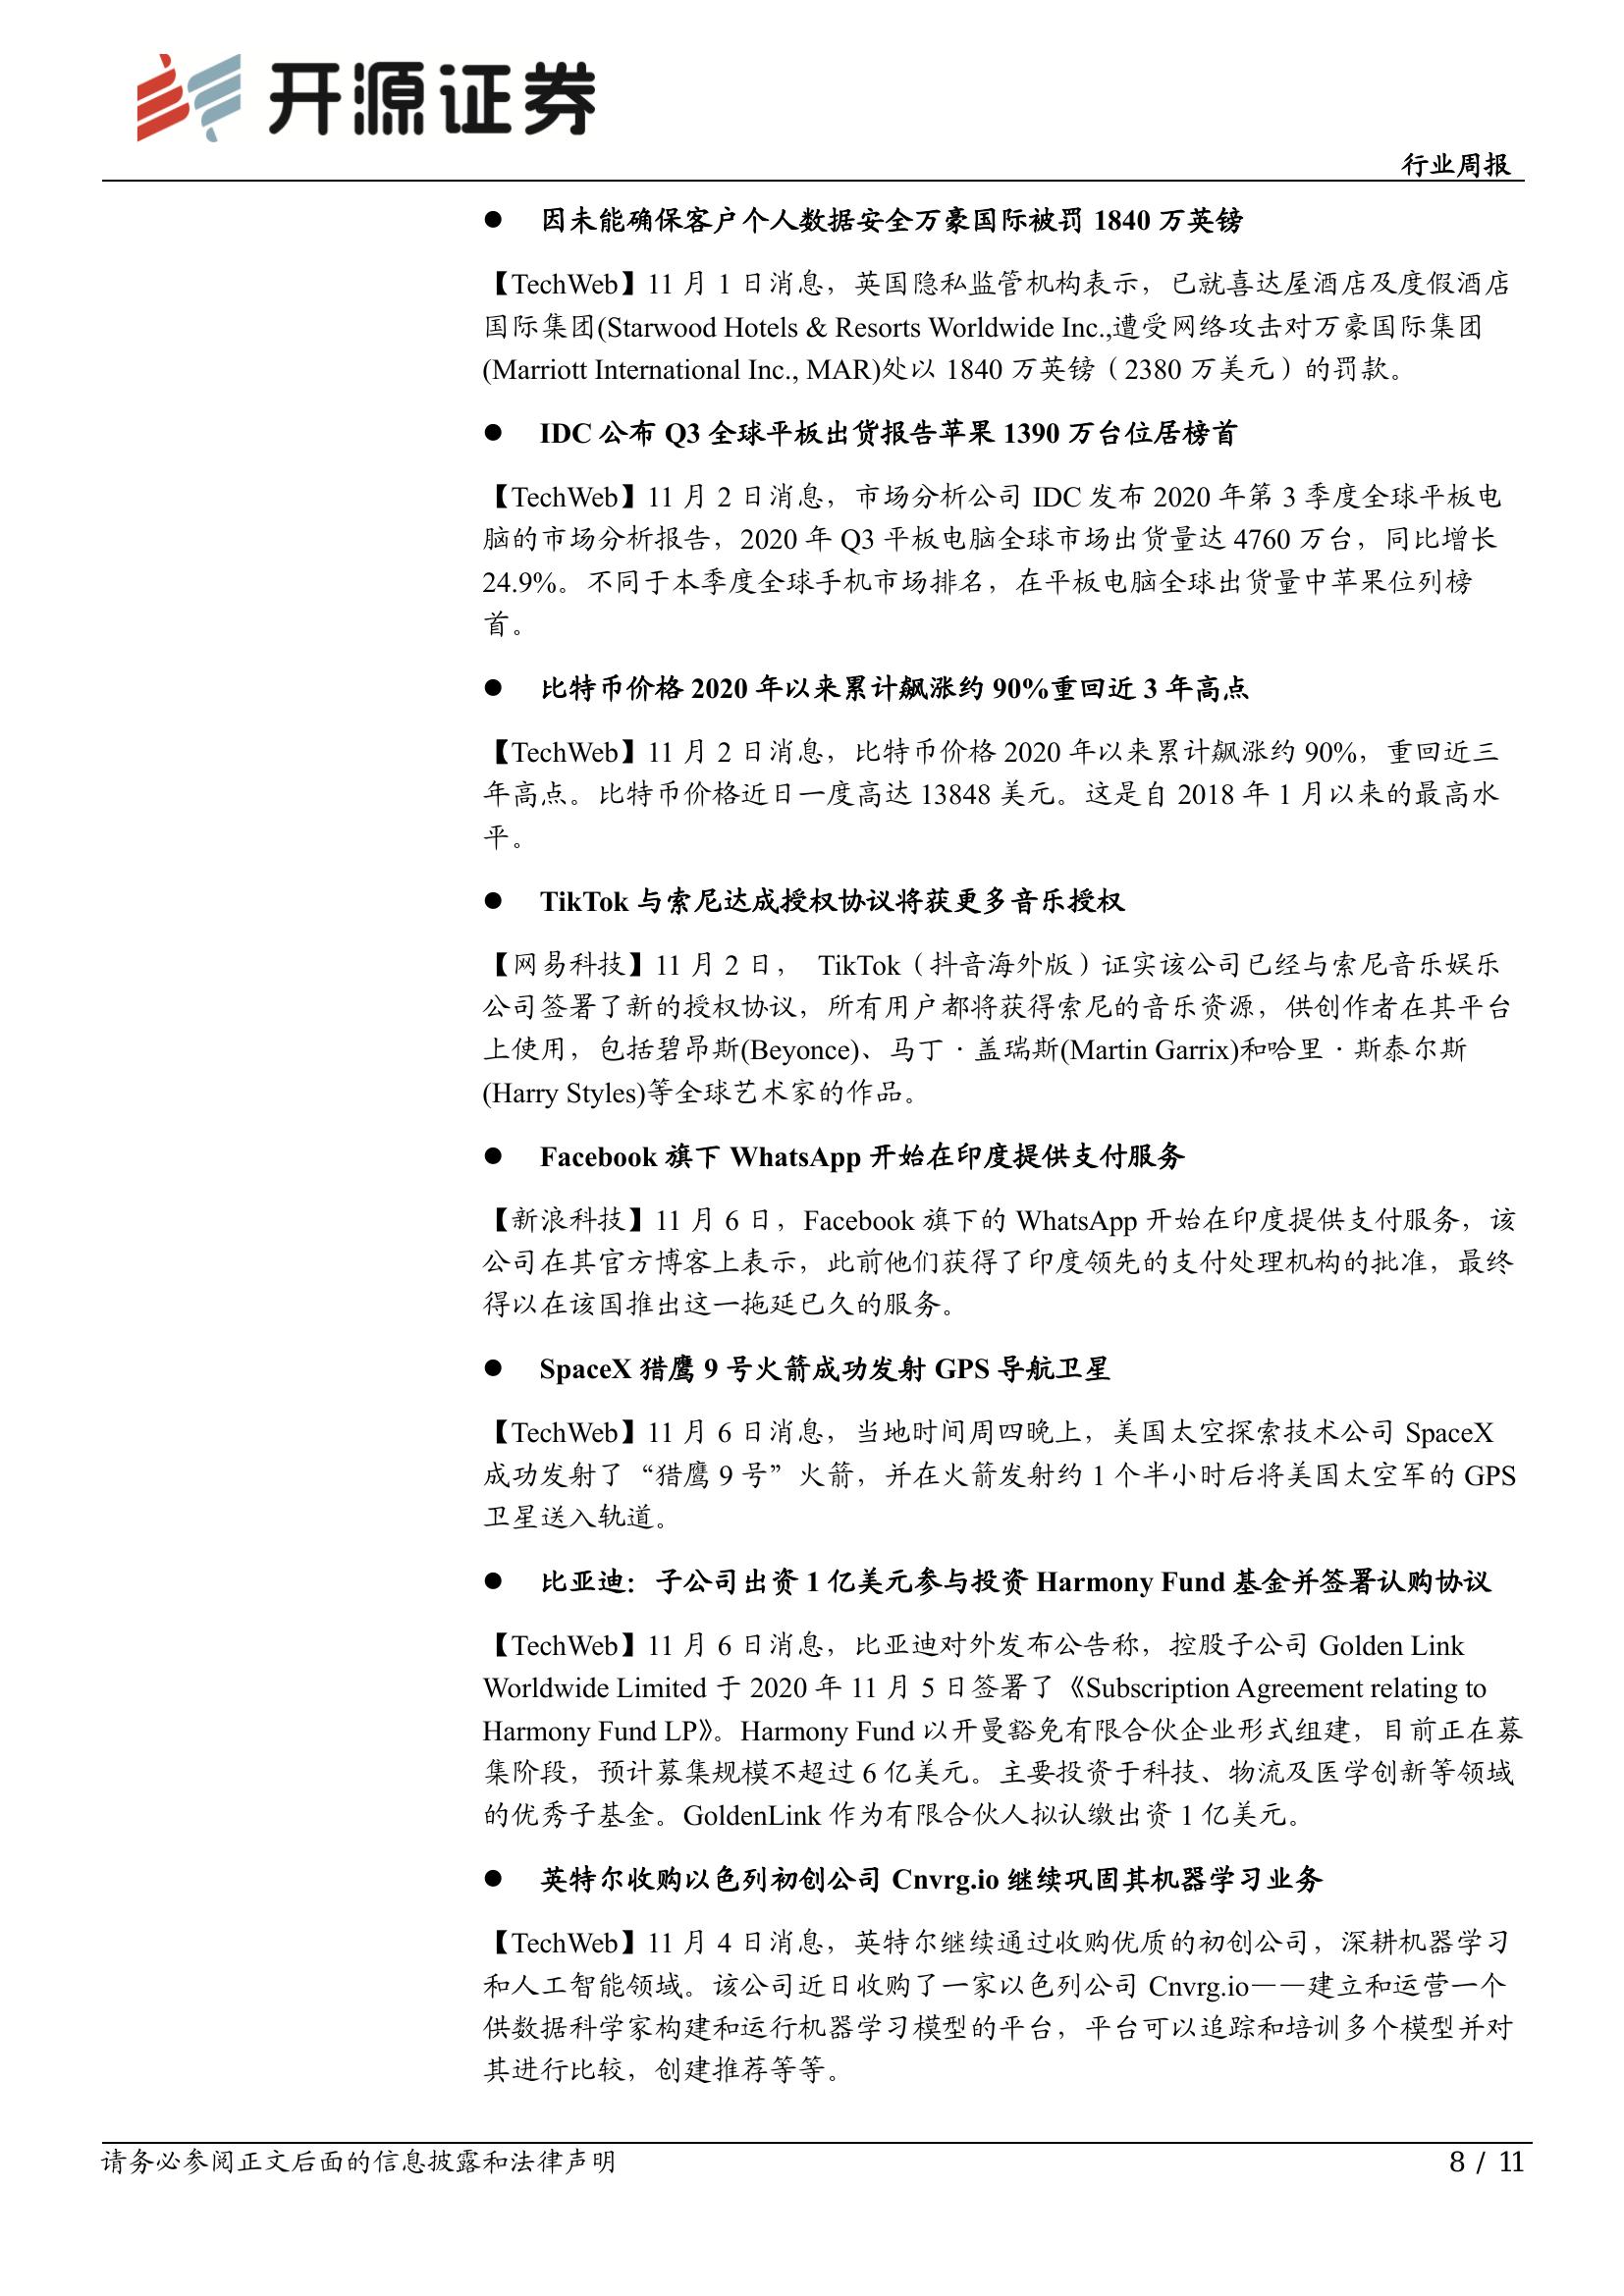 开源证券
行业周报
● 因未能确保客户个人数据安全万豪国际被罚 1840 万英镑
【TechWeb】11 月 1 日消息，英国隐私监管机构表示，已就喜达屋酒店及度假酒店
国际集团(Starwood Hotels & Resorts Worldwide Inc.,遭受网络攻击对万豪国际集团
(Marriott International Inc., MAR)处以 1840 万英镑（2380 万美元）的罚款。
● IDC 公布 Q3 全球平板出货报告苹果 1390 万台位居榜首
【TechWeb】11 月 2 日消息，市场分析公司 IDC 发布 2020 年第 3 季度全球平板电
脑的市场分析报告，2020 年 Q3 平板电脑全球市场出货量达 4760 万台，同比增长
24.9%。不同于本季度全球手机市场排名，在平板电脑全球出货量中苹果位列榜
首。
● 比特币价格 2020 年以来累计飙涨约 90%重回近 3 年高点
【TechWeb】11 月 2 日消息，比特币价格 2020 年以来累计飙涨约 90%，重回近三
年高点。比特币价格近日一度高达 13848 美元。这是自 2018 年 1 月以来的最高水
平。
● TikTok 与索尼达成授权协议将获更多音乐授权
【网易科技】11 月 2 日， TikTok（抖音海外版）证实该公司已经与索尼音乐娱乐
公司签署了新的授权协议，所有用户都将获得索尼的音乐资源，供创作者在其平台
上使用，包括碧昂斯(Beyonce)、马丁·盖瑞斯(Martin Garrix)和哈里·斯泰尔斯
(Harry Styles)等全球艺术家的作品。
● Facebook 旗下 WhatsApp 开始在印度提供支付服务
【新浪科技】11 月 6 日，Facebook 旗下的 WhatsApp 开始在印度提供支付服务，该
公司在其官方博客上表示，此前他们获得了印度领先的支付处理机构的批准，最终
得以在该国推出这一拖延已久的服务。
● SpaceX 猎鹰 9 号火箭成功发射 GPS 导航卫星
【TechWeb】11 月 6 日消息，当地时间周四晚上，美国太空探索技术公司 SpaceX
成功发射了“猎鹰 9 号”火箭，并在火箭发射约 1 个半小时后将美国太空军的 GPS
卫星送入轨道。
● 比亚迪：子公司出资 1 亿美元参与投资 Harmony Fund 基金并签署认购协议
【TechWeb】11 月 6 日消息，比亚迪对外发布公告称，控股子公司 Golden Link
Worldwide Limited 于 2020 年 11 月 5 日签署了《Subscription Agreement relating to
Harmony Fund LP》。Harmony Fund 以开曼豁免有限合伙企业形式组建，目前正在募
集阶段，预计募集规模不超过 6 亿美元。主要投资于科技、物流及医学创新等领域
的优秀子基金。GoldenLink 作为有限合伙人拟认缴出资 1 亿美元。
● 英特尔收购以色列初创公司 Cnvrg.io 继续巩固其机器学习业务
【TechWeb】11 月 4 日消息，英特尔继续通过收购优质的初创公司，深耕机器学习
和人工智能领域。该公司近日收购了一家以色列公司 Cnvrg.io——建立和运营一个
供数据科学家构建和运行机器学习模型的平台，平台可以追踪和培训多个模型并对
其进行比较，创建推荐等等。
请务必参阅正文后面的信息披露和法律声明
8 / 11